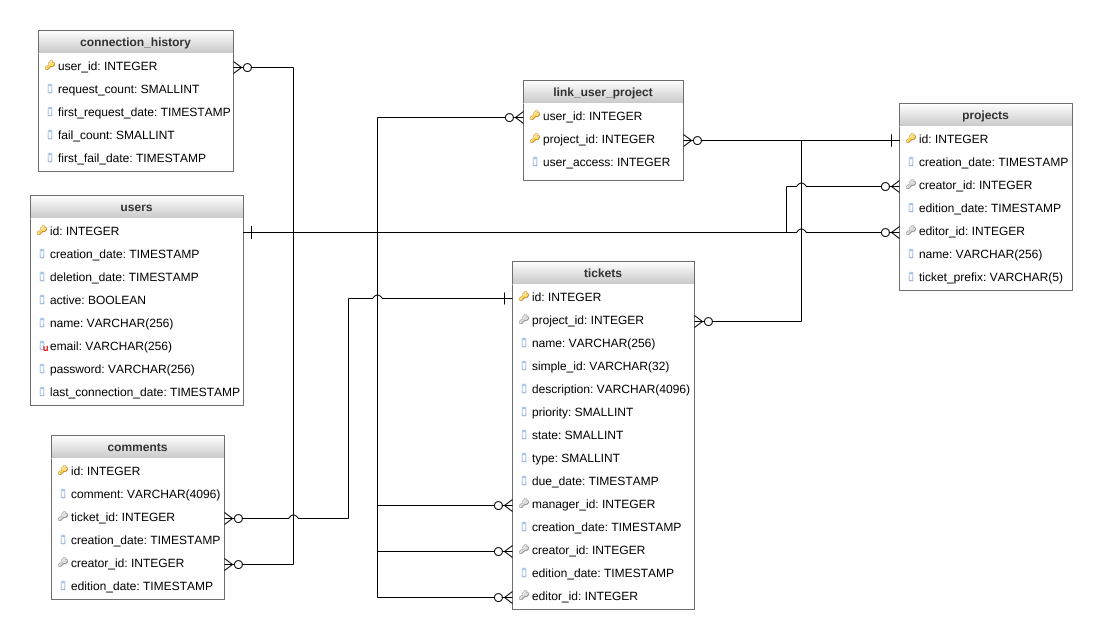 connection_history
user_id: INTEGER
request_count: SMALLINT
first_request_date: TIMESTAMP
fail_count: SMALLINT
first_fail_date: TIMESTAMP
users
id: INTEGER
creation_date: TIMESTAMP
deletion_date: TIMESTAMP
active: BOOLEAN
name: VARCHAR(256)
email: VARCHAR(256)
password: VARCHAR(256)
last_connection_date: TIMESTAMP
comments
id: INTEGER
comment: VARCHAR(4096)
ticket_id: INTEGER
creation_date: TIMESTAMP
creator_id: INTEGER
edition_date: TIMESTAMP
link_user_project
user_id: INTEGER
project_id: INTEGER
user_access: INTEGER
tickets
id: INTEGER
project_id: INTEGER
name: VARCHAR(256)
simple_id: VARCHAR(32)
description: VARCHAR(4096)
priority: SMALLINT
state: SMALLINT
type: SMALLINT
due_date: TIMESTAMP
manager_id: INTEGER
creation_date: TIMESTAMP
creator_id: INTEGER
edition_date: TIMESTAMP
editor_id: INTEGER
projects
id: INTEGER
creation_date: TIMESTAMP
creator_id: INTEGER
edition_date: TIMESTAMP
editor_id: INTEGER
name: VARCHAR(256)
ticket_prefix: VARCHAR(5)